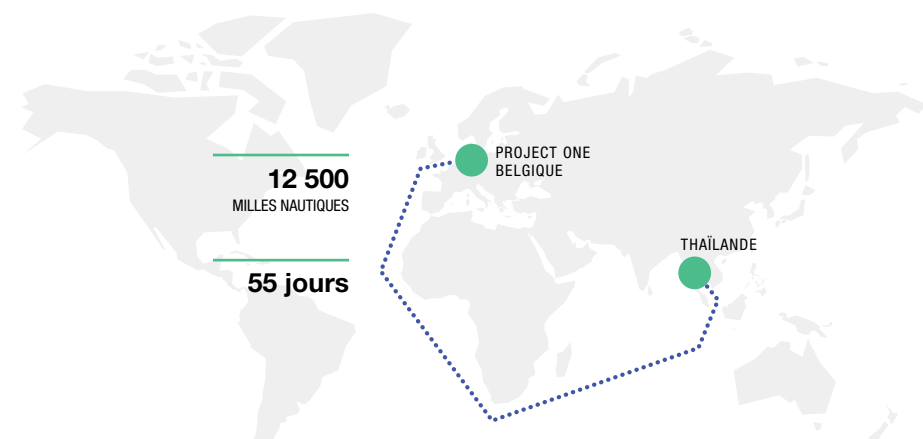 12 500
MILLES NAUTIQUES
55 jours
PROJECT ONE
BELGIQUE
THAÏLANDE